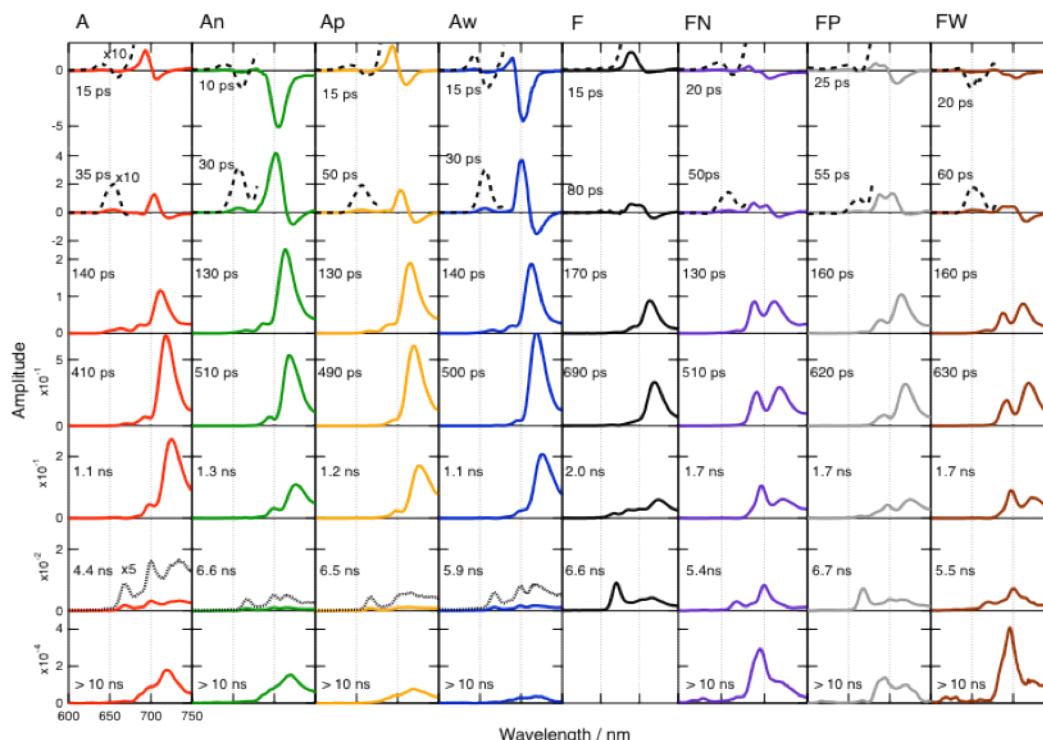 A An Ap Aw F FN FP FW
x10
0
15 ps 10 ps 15 ps 15 ps 15 ps 20 ps 25 ps 20 ps
-5
4
35 ps x10 30 ps 50 ps 30 ps 80 ps 50ps 55 ps 60 ps
2
0
-2
2
140 ps 130 ps 130 ps 140 ps 170 ps 130 ps 160 ps 160 ps
1
0
5
410 ps 510 ps 490 ps 500 ps 690 ps 510 ps 620 ps 630 ps
x10⁻¹
0
2
1.1 ns 1.3 ns 1.2 ns 1.1 ns 2.0 ns 1.7 ns 1.7 ns 1.7 ns
x10⁻¹
0
2
4.4 ns x5 6.6 ns 6.5 ns 5.9 ns 6.6 ns 5.4ns 6.7 ns 5.5 ns
x10⁻²
0
4
x10⁻⁴
2
> 10 ns > 10 ns > 10 ns > 10 ns > 10 ns > 10 ns > 10 ns
0
600 650 700 750
Amplitude
Wavelength / nm